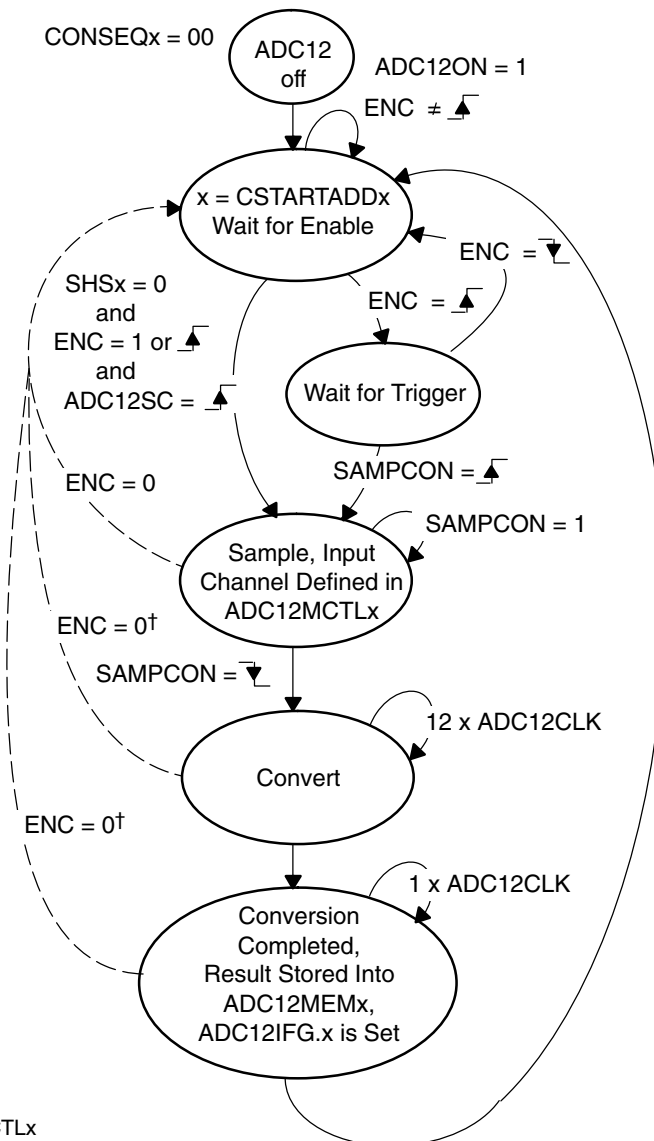 CONSEQx = 00
ADC12
off
ADC12ON = 1
ENC ≠
x = CSTARTADDx
Wait for Enable
ENC =
SHSx = 0
and
ENC = 1 or
and
ADC12SC =
ENC =
Wait for Trigger
SAMPCON =
ENC = 0
SAMPCON = 1
Sample, Input
Channel Defined in
ADC12MCTLx
ENC = 0†
SAMPCON =
12 x ADC12CLK
Convert
ENC = 0†
1 x ADC12CLK
Conversion
Completed,
Result Stored Into
ADC12MEMx,
ADC12IFG.x is Set